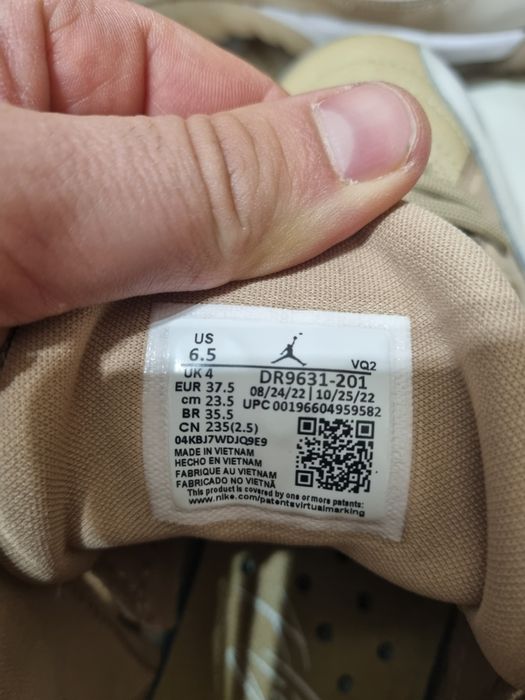 US
6.5
VQ2
UK 4
DR9631-201
EUR 37.5
08/24/22 | 10/25/22
cm 23.5
UPC 00196604959582
BR 35.5
CN 235(2.5)
04KBJ7WDJQ9E9
MADE IN VIETNAM
HECHO EN VIETNAM
FABRIQUE AU VIETNAM
FABRICADO NO VIETNÃ
This product is covered by one or more patents:
www.nike.com/patentsvirtualmarking